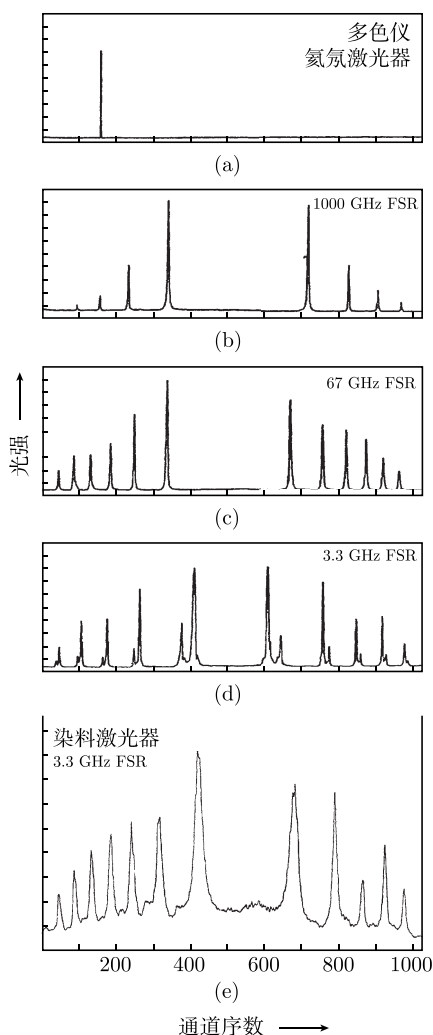 多色仪
氦氖激光器
(a)
1000 GHz FSR
(b)
67 GHz FSR
(c)
光强
3.3 GHz FSR
(d)
染料激光器
3.3 GHz FSR
200 400 600 800 1000
(e)
通道序数